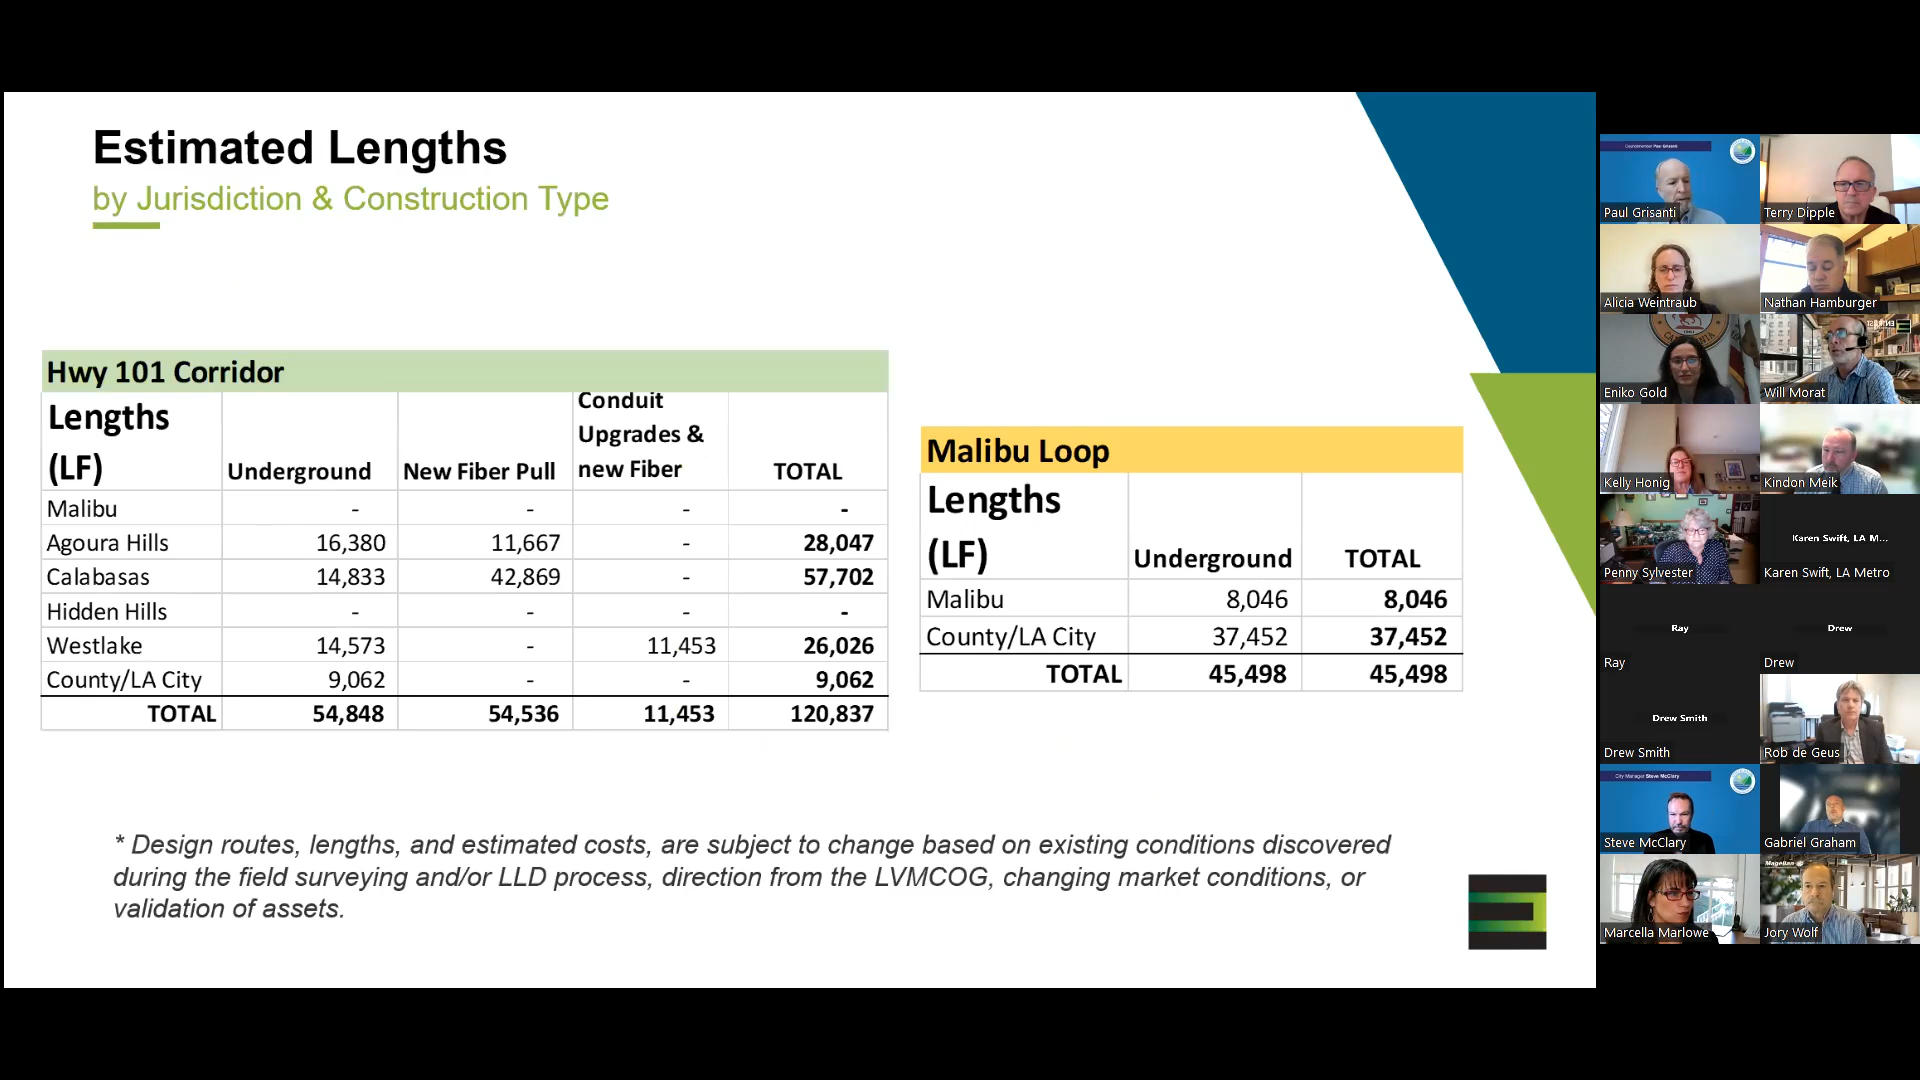 Estimated Lengths
by Jurisdiction & Construction Type
Hwy 101 Corridor
Lengths (LF) Underground New Fiber Pull Conduit Upgrades & new Fiber TOTAL
Malibu - - - -
Agoura Hills 16,380 11,667 - 28,047
Calabasas 14,833 42,869 - 57,702
Hidden Hills - - - -
Westlake 14,573 - 11,453 26,026
County/LA City 9,062 - - 9,062
TOTAL 54,848 54,536 11,453 120,837
Malibu Loop
Lengths (LF) Underground TOTAL
Malibu 8,046 8,046
County/LA City 37,452 37,452
TOTAL 45,498 45,498
* Design routes, lengths, and estimated costs, are subject to change based on existing conditions discovered
during the field surveying and/or LLD process, direction from the LVMCOG, changing market conditions, or
validation of assets.
Councilmember Paul Grisanti
Paul Grisanti
Terry Dipple
Alicia Weintraub
Nathan Hamburger
Eniko Gold
Will Morat
Kelly Honig
Kindon Meik
Penny Sylvester
Karen Swift, LA M...
Karen Swift, LA Metro
Ray
Ray
Drew
Drew
Drew Smith
Drew Smith
Rob de Geus
City Manager Steve McClary
Steve McClary
Gabriel Graham
Marcella Marlowe
Magellan
Jory Wolf